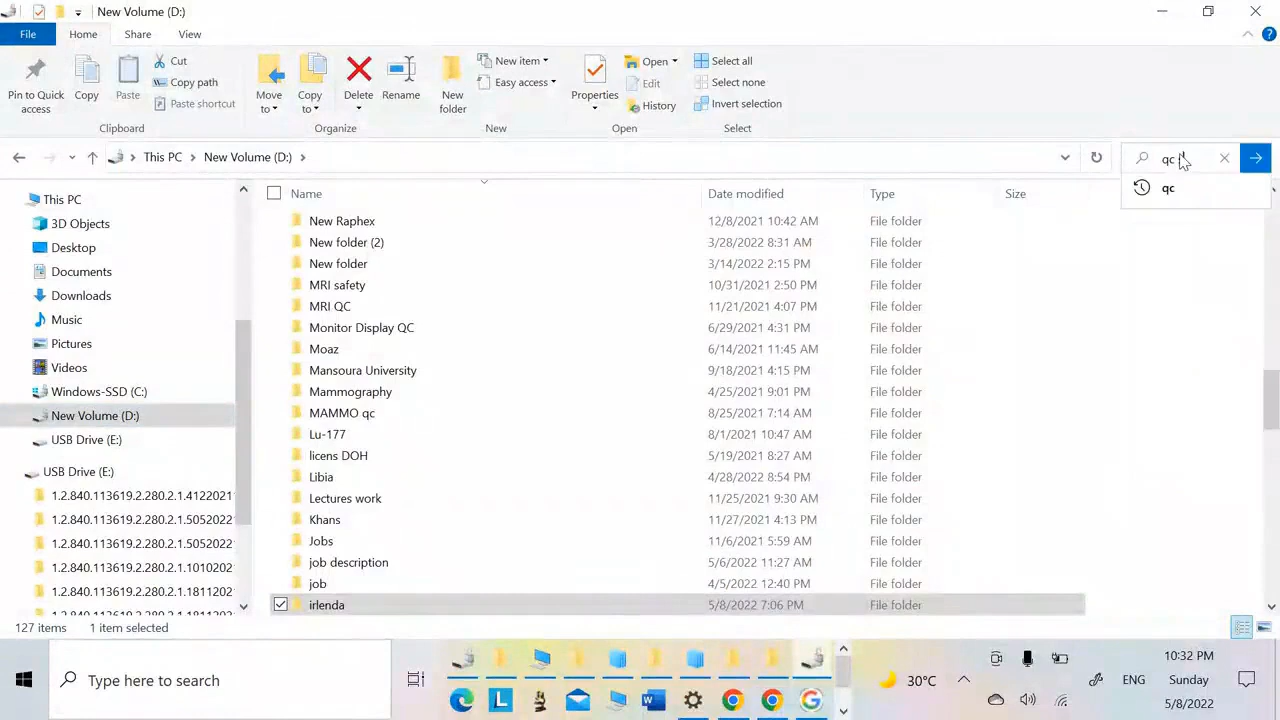 New Volume (D:)
File
Home
Share
View
Pin to Quick access
Copy
Paste
Cut
Copy path
Paste shortcut
Move to
Copy to
Delete
Rename
New folder
New item
Easy access
Properties
Open
Edit
History
Select all
Select none
Invert selection
Clipboard
Organize
New
Open
Select
This PC
New Volume (D:)
qc
qc
This PC
3D Objects
Desktop
Documents
Downloads
Music
Pictures
Videos
Windows-SSD (C:)
New Volume (D:)
USB Drive (E:)
USB Drive (E:)
1.2.840.113619.2.280.2.1.41220211
1.2.840.113619.2.280.2.1.5052022
1.2.840.113619.2.280.2.1.5052022
1.2.840.113619.2.280.2.1.1010202
1.2.840.113619.2.280.2.1.1811202
Name Date modified Type Size
New Raphex 12/8/2021 10:42 AM File folder
New folder (2) 3/28/2022 8:31 AM File folder
New folder 3/14/2022 2:15 PM File folder
MRI safety 10/31/2021 2:50 PM File folder
MRI QC 11/21/2021 4:07 PM File folder
Monitor Display QC 6/29/2021 4:31 PM File folder
Moaz 6/14/2021 11:45 AM File folder
Mansoura University 9/18/2021 4:15 PM File folder
Mammography 4/25/2021 9:01 PM File folder
MAMMO qc 8/25/2021 7:14 AM File folder
Lu-177 8/1/2021 10:47 AM File folder
licens DOH 5/19/2021 8:27 AM File folder
Libia 4/28/2022 8:54 PM File folder
Lectures work 11/25/2021 9:30 AM File folder
Khans 11/27/2021 4:13 PM File folder
Jobs 11/6/2021 5:59 AM File folder
job description 5/6/2022 11:27 AM File folder
job 4/5/2022 12:40 PM File folder
irlenda 5/8/2022 7:06 PM File folder
127 items
1 item selected
Type here to search
30°C
ENG
10:32 PM
Sunday
5/8/2022